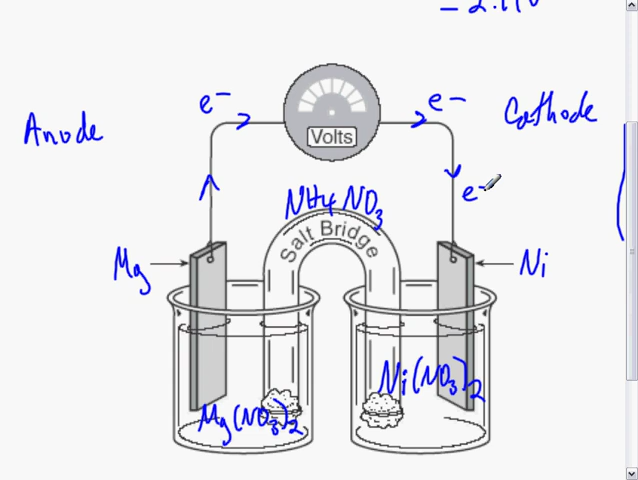 e⁻
e⁻
Cathode
Anode
Volts
e⁻
NH4NO3
Salt Bridge
Mg
Ni
Ni(NO3)2
Mg(NO3)2